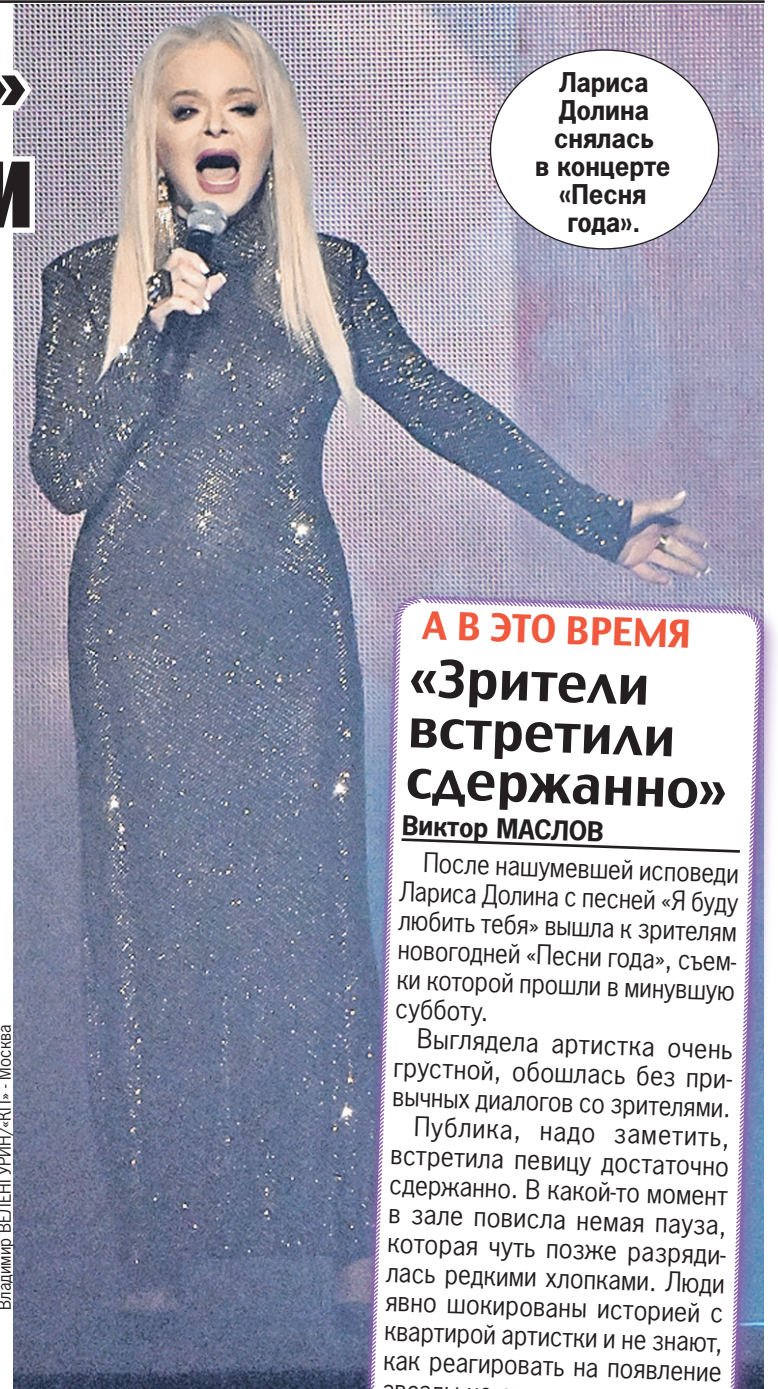 »
И
Лариса
Долина
снялась
в концерте
«Песня
года».
А В ЭТО ВРЕМЯ
«Зрители
встретили
сдержанно»
Виктор МАСЛОВ
После нашумевшей исповеди
Лариса Долина с песней «Я буду
любить тебя» вышла к зрителям
новогодней «Песни года», съем-
ки которой прошли в минувшую
субботу.
Выглядела артистка очень
грустной, обошлась без при-
вычных диалогов со зрителями.
Публика, надо заметить,
встретила певицу достаточно
сдержанно. В какой-то момент
в зале повисла немая пауза,
которая чуть позже разряди-
лась редкими хлопками. Люди
явно шокированы историей с
квартирой артистки и не знают,
как реагировать на появление
Владимир ВЕЛЕНГУРИН/«КП» - Москва